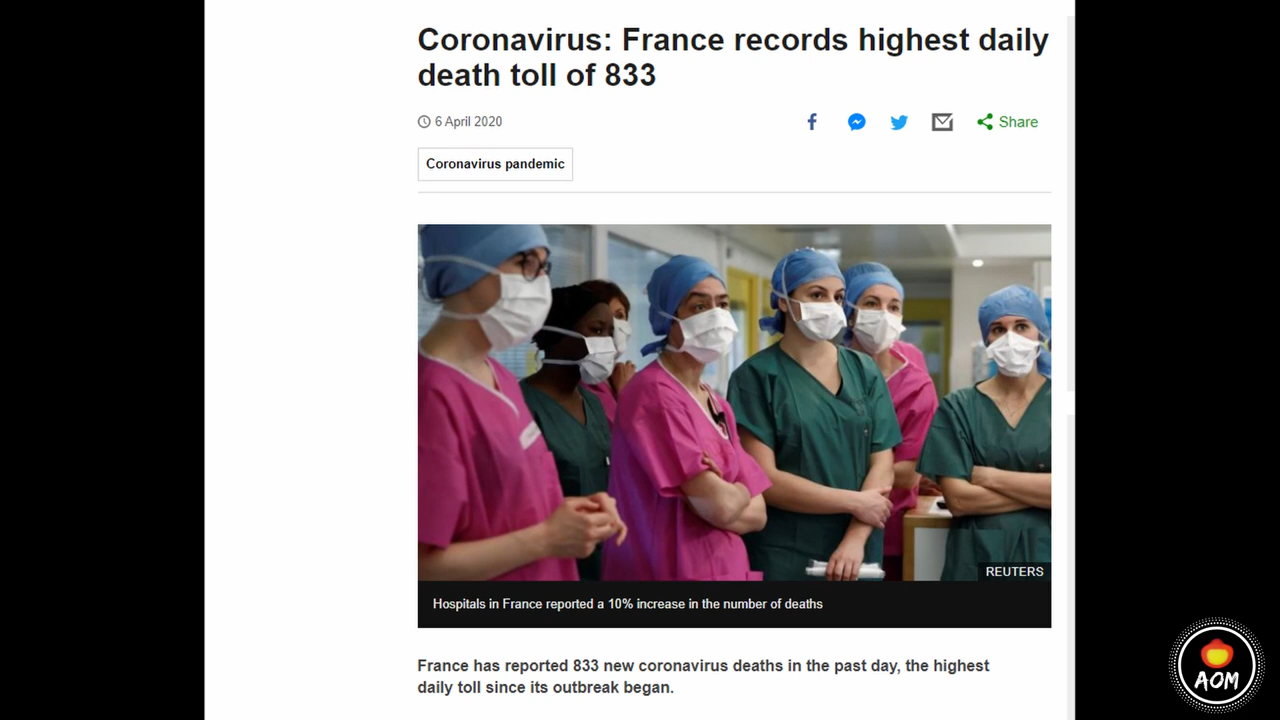 Coronavirus: France records highest daily
death toll of 833
6 April 2020
Share
Coronavirus pandemic
REUTERS
Hospitals in France reported a 10% increase in the number of deaths
France has reported 833 new coronavirus deaths in the past day, the highest
daily toll since its outbreak began.
AOM